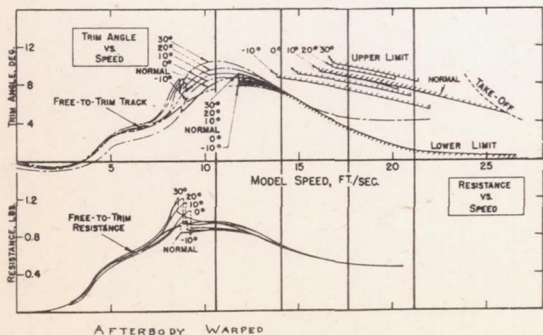 TRIM ANGLE
VS.
SPEED
30°
20°
10°
0°
NORMAL
-10°
FREE-TO-TRIM TRACK
30°
20°
10°
NORMAL
0°
-10°
-10° 0° 10° 20° 30°
UPPER LIMIT
NORMAL
TAKE-OFF
LOWER LIMIT
TRIM ANGLE, DEG.
12
8
4
0
5 10 15 20 25
MODEL SPEED, FT/SEC.
RESISTANCE
VS.
SPEED
30°
20°
10°
0°
-10°
NORMAL
FREE-TO-TRIM
RESISTANCE
RESISTANCE, LBS.
1.2
0.8
0.4
AFTERBODY WARPED